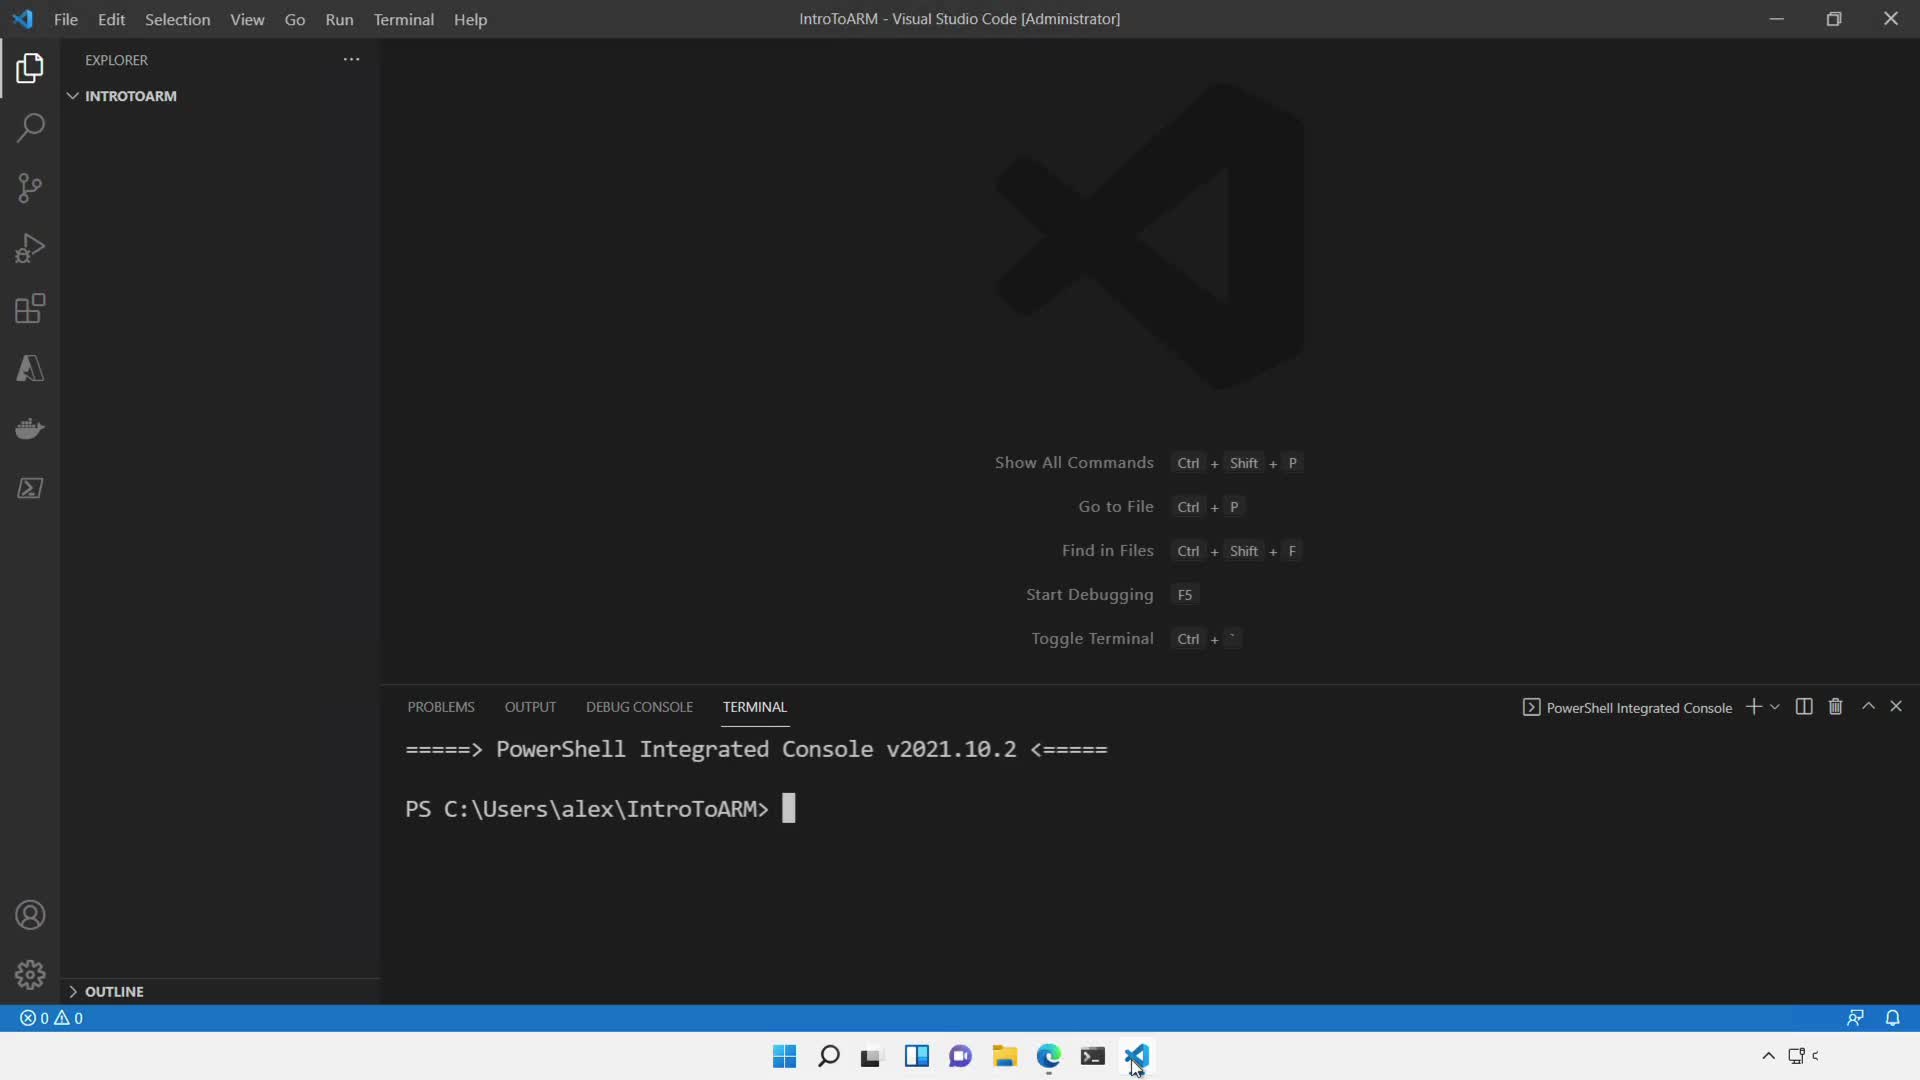 File Edit Selection View Go Run Terminal Help
IntroToARM - Visual Studio Code [Administrator]
EXPLORER
INTROTOARM
Show All Commands Ctrl + Shift + P
Go to File Ctrl + P
Find in Files Ctrl + Shift + F
Start Debugging F5
Toggle Terminal Ctrl + `
PROBLEMS OUTPUT DEBUG CONSOLE TERMINAL
PowerShell Integrated Console
=====> PowerShell Integrated Console v2021.10.2 <=====
PS C:\Users\alex\IntroToARM>
OUTLINE
0 0